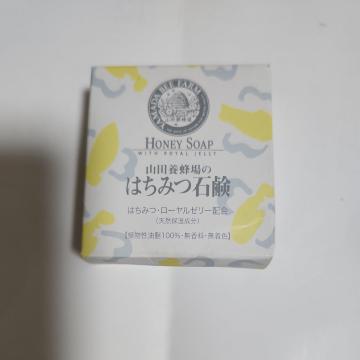 YAMADA BEE FARM
HONEY SOAP
WITH ROYAL JELLY
山田養蜂場の
はちみつ石鹸
はちみつ・ローヤルゼリー配合
(天然保湿成分)
【植物性油脂100%・無香料・無着色】